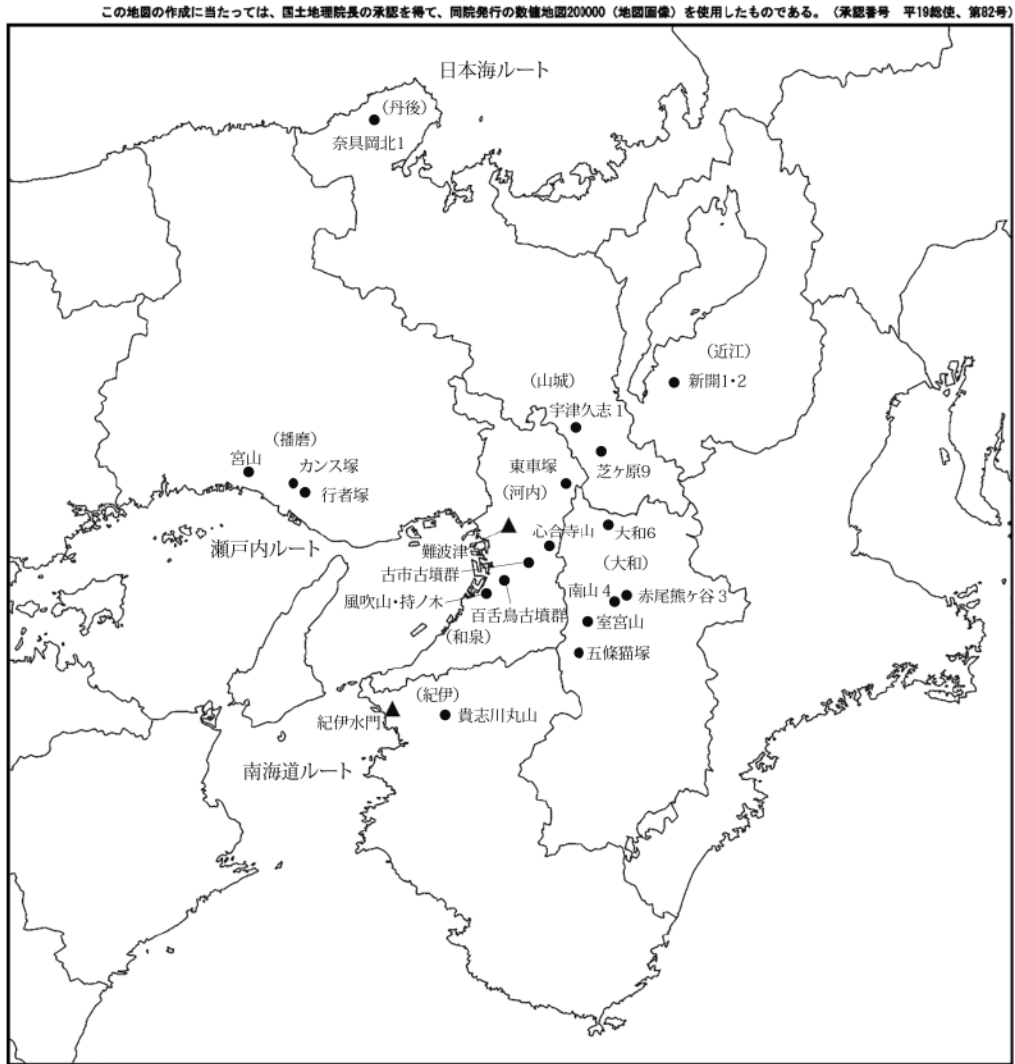 この地図の作成に当たっては、国土地理院長の承認を得て、同院発行の数値地図200000（地図画像）を使用したものである。（承認番号　平19総使、第82号）
日本海ルート
（丹後）
奈具岡北1
（近江）
新開1・2
（山城）
宇津久志 1
芝ヶ原9
（播磨）
宮山
カンス塚
行者塚
東車塚
（河内）
心合寺山
大和6
瀬戸内ルート
難波津
（大和）
古市古墳群
風吹山・持ノ木
南山 4
赤尾熊ヶ谷 3
百舌鳥古墳群
室宮山
（和泉）
五條猫塚
（紀伊）
紀伊水門
貴志川丸山
南海道ルート